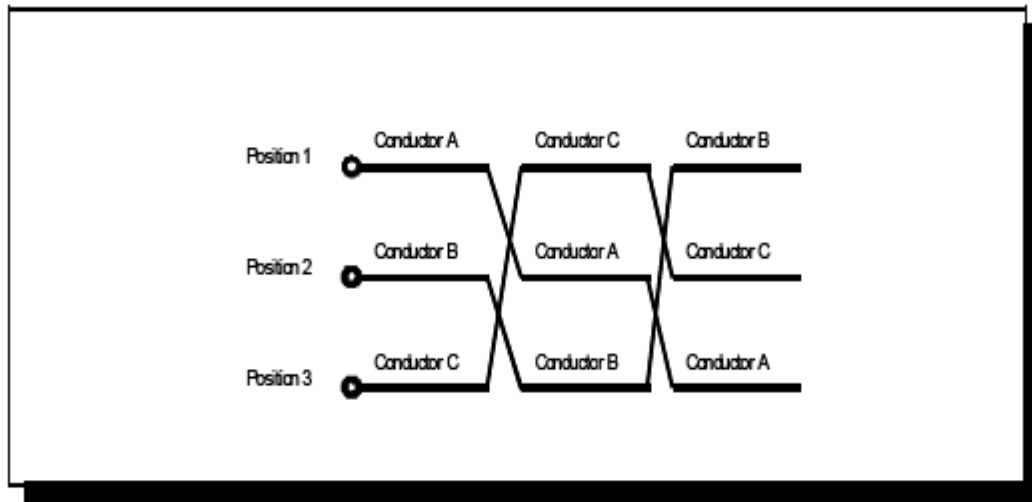 Conductor A Conductor C Conductor B
Position 1
Conductor B Conductor A Conductor C
Position 2
Conductor C Conductor B Conductor A
Position 3